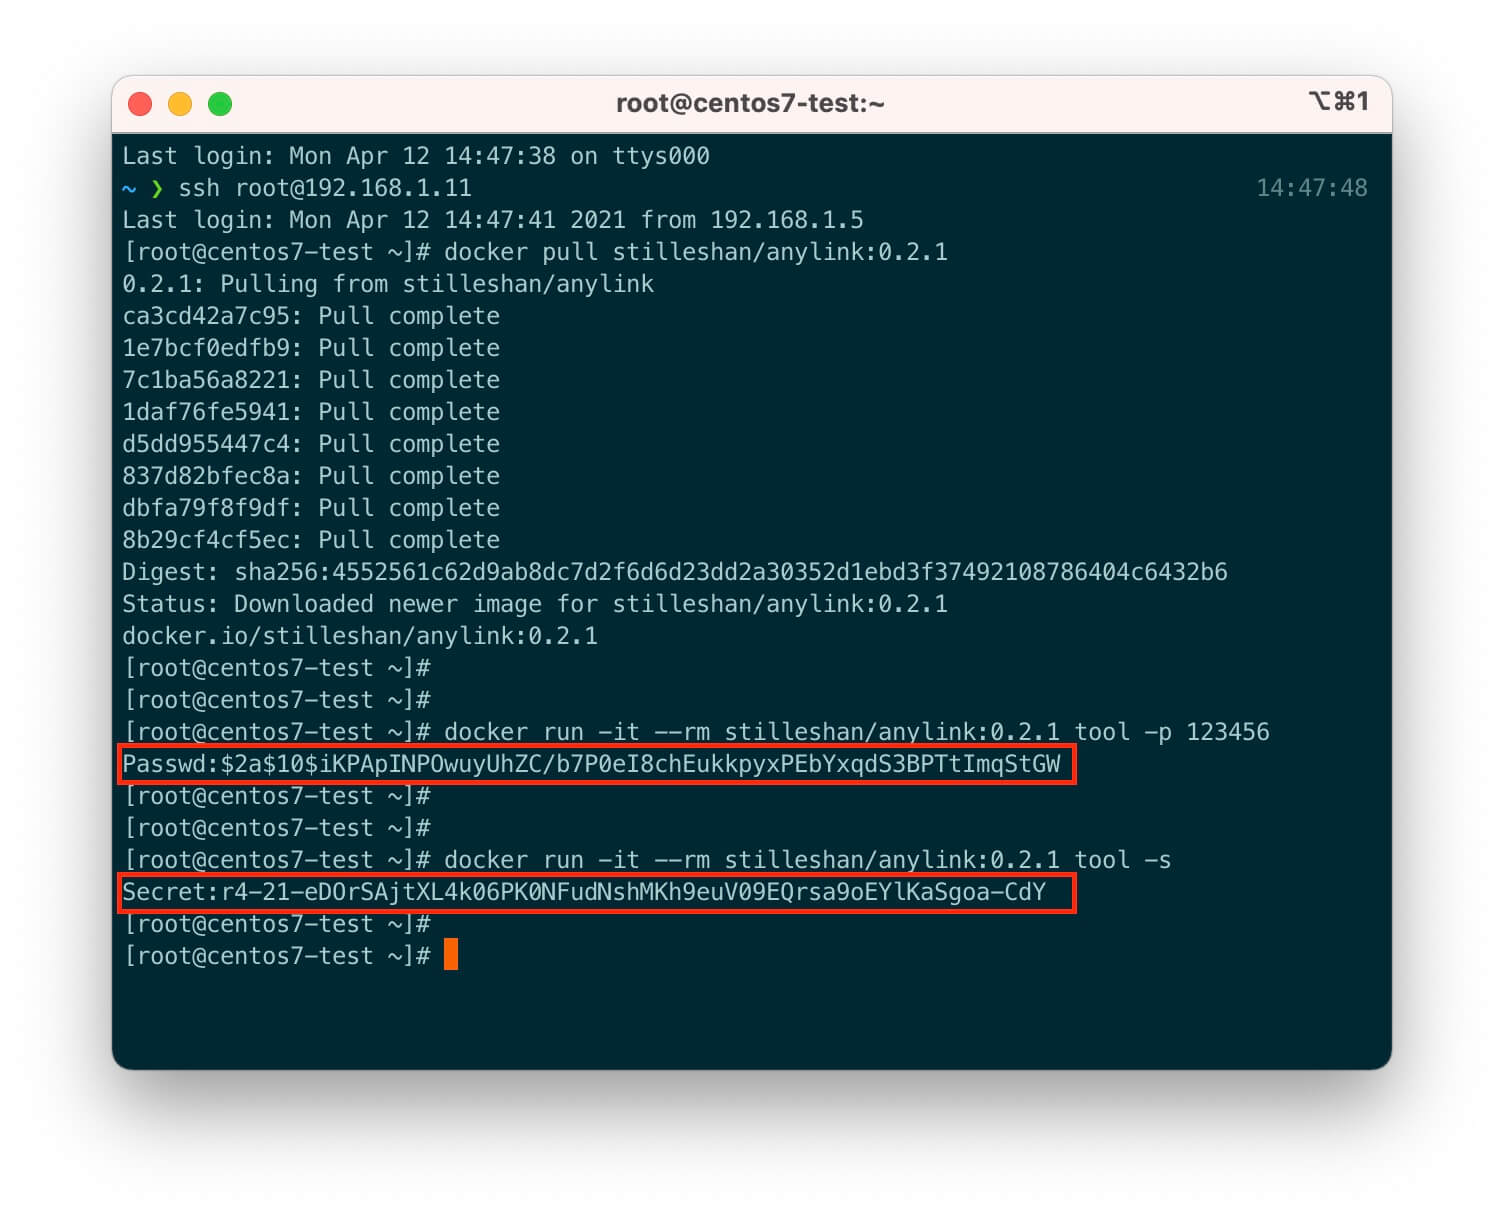 root@centos7-test:~
⌥⌘1
Last login: Mon Apr 12 14:47:38 on ttys000
~ ❯ ssh root@192.168.1.11 14:47:48
Last login: Mon Apr 12 14:47:41 2021 from 192.168.1.5
[root@centos7-test ~]# docker pull stilleshan/anylink:0.2.1
0.2.1: Pulling from stilleshan/anylink
ca3cd42a7c95: Pull complete
1e7bcf0edfb9: Pull complete
7c1ba56a8221: Pull complete
1daf76fe5941: Pull complete
d5dd955447c4: Pull complete
837d82bfec8a: Pull complete
dbfa79f8f9df: Pull complete
8b29cf4cf5ec: Pull complete
Digest: sha256:4552561c62d9ab8dc7d2f6d6d23dd2a30352d1ebd3f37492108786404c6432b6
Status: Downloaded newer image for stilleshan/anylink:0.2.1
docker.io/stilleshan/anylink:0.2.1
[root@centos7-test ~]#
[root@centos7-test ~]#
[root@centos7-test ~]# docker run -it --rm stilleshan/anylink:0.2.1 tool -p 123456
Passwd:$2a$10$iKPApINPOwuyUhZC/b7P0eI8chEukkpyxPEbYxqdS3BPTtImqStGW
[root@centos7-test ~]#
[root@centos7-test ~]#
[root@centos7-test ~]# docker run -it --rm stilleshan/anylink:0.2.1 tool -s
Secret:r4-21-eDOrSAjtXL4k06PK0NFudNshMKh9euV09EQrsa9oEYlKaSgoa-CdY
[root@centos7-test ~]#
[root@centos7-test ~]#